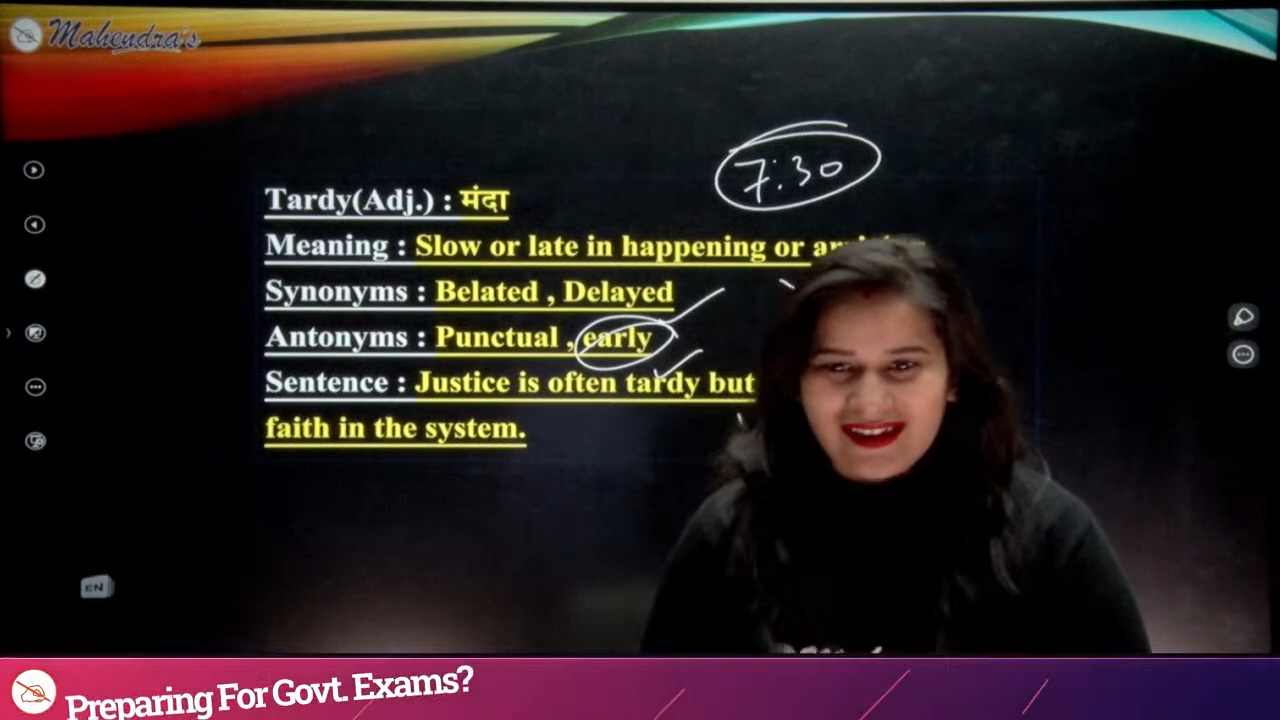 Mahendra's
7:30
Tardy(Adj.) : मंदा
Meaning : Slow or late in happening or
Synonyms : Belated , Delayed
Antonyms : Punctual , early
Sentence : Justice is often tardy but
faith in the system.
EN
Preparing For Govt. Exams?